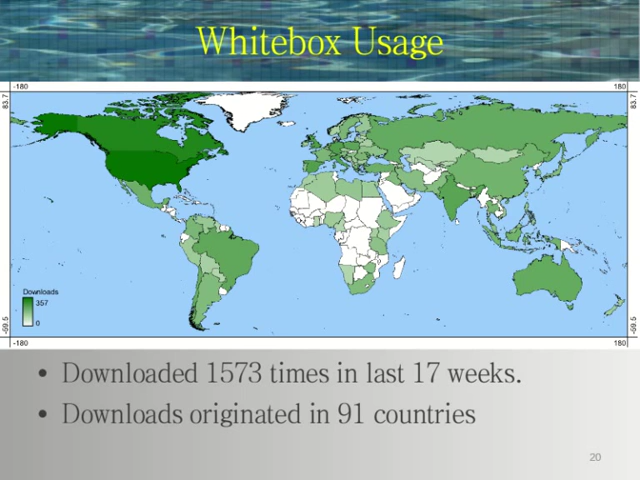 Whitebox Usage
-180 180
83.7 83.7
Downloads
357
0
-59.5 -59.5
-180 180
• Downloaded 1573 times in last 17 weeks.
• Downloads originated in 91 countries
20